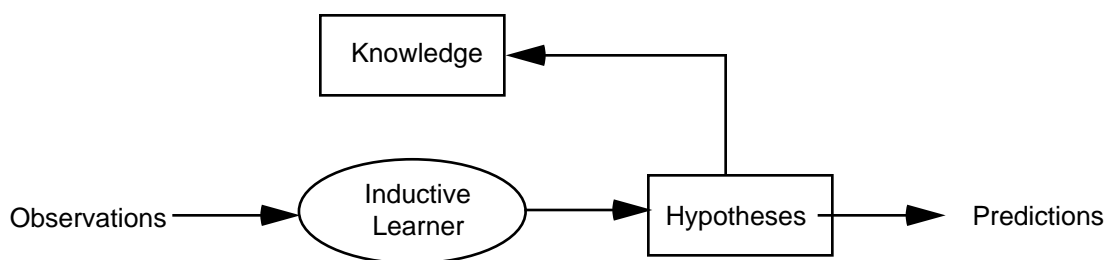 Knowledge
Observations
Inductive
Learner
Hypotheses
Predictions